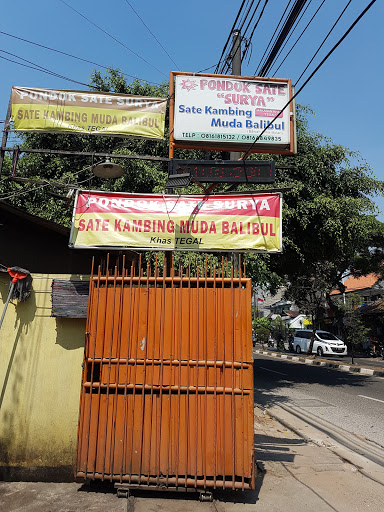 PONDOK SATE
"SURYA"
Sate Kambing
Muda Balibul
TELP :
PONDOK SATE SURYA
SATE KAMBING MUDA BALIBUL
TEGAL
PONDOK SATE SURYA
SATE KAMBING MUDA BALIBUL
Khas TEGAL